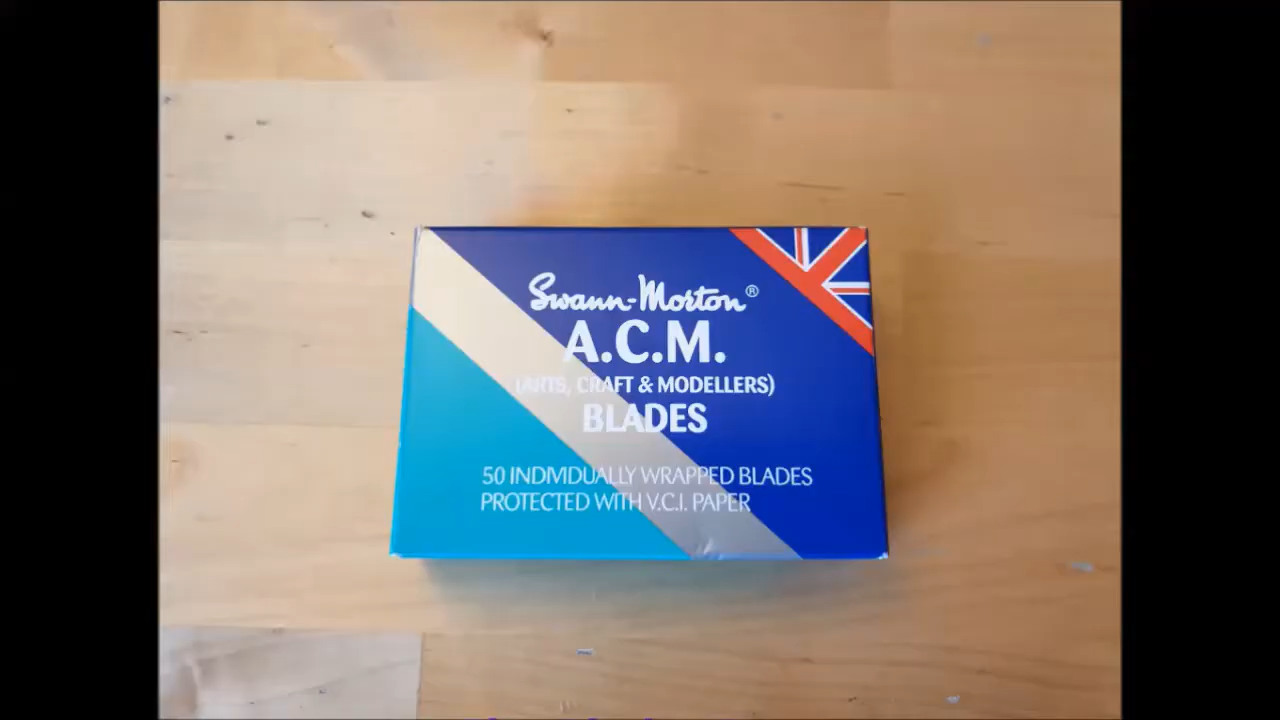 Swann-Morton®
A.C.M.
(ARTS, CRAFT & MODELLERS)
BLADES
50 INDIVIDUALLY WRAPPED BLADES
PROTECTED WITH V.C.I. PAPER